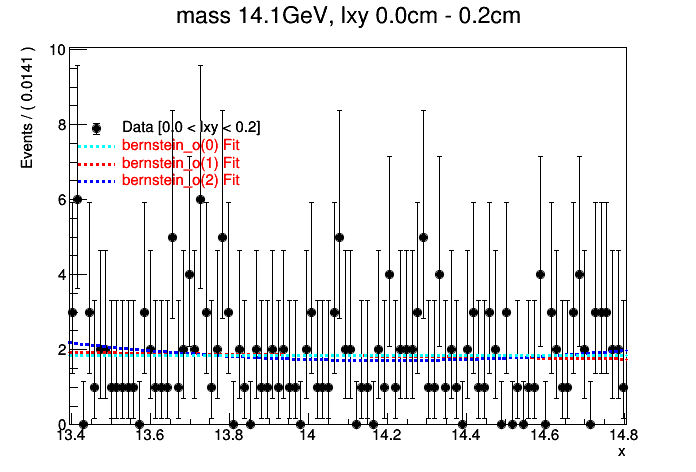 mass 14.1GeV, lxy 0.0cm - 0.2cm
Events / ( 0.0141 )
10
8
6
4
2
0
Data [0.0 < lxy < 0.2]
bernstein_o(0) Fit
bernstein_o(1) Fit
bernstein_o(2) Fit
13.4 13.6 13.8 14 14.2 14.4 14.6 14.8
x